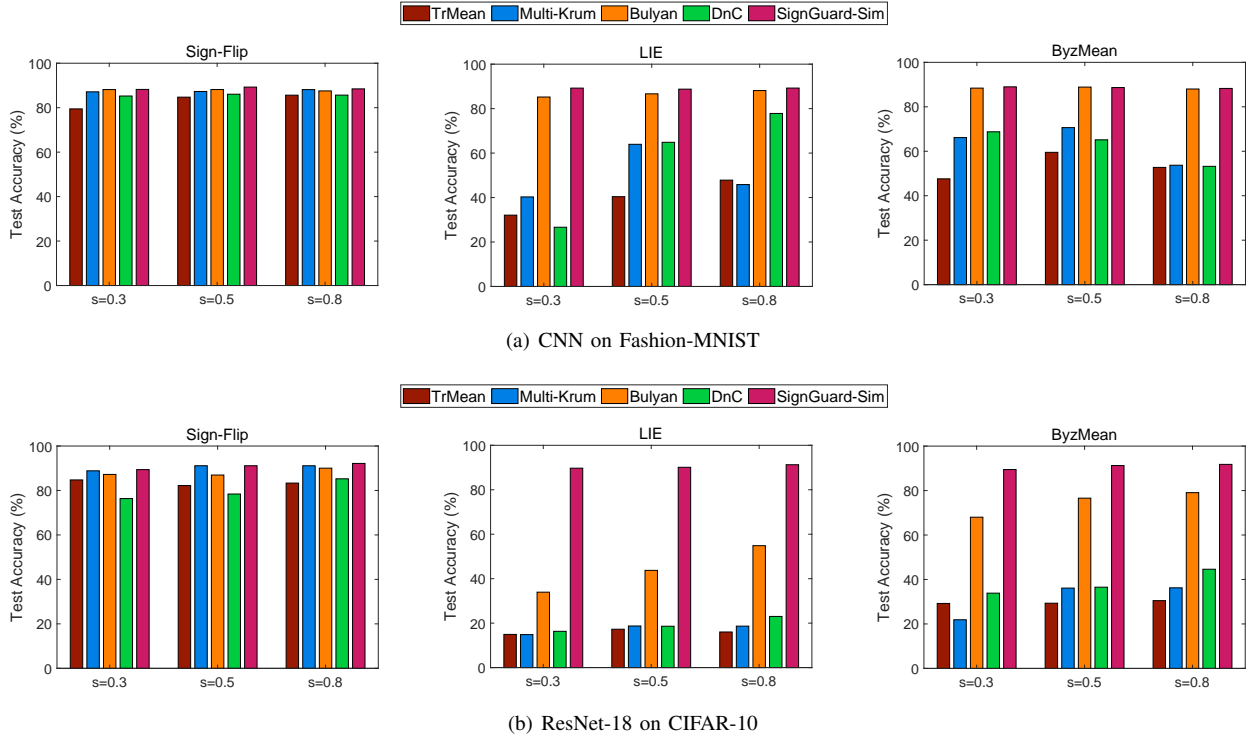 TrMean Multi-Krum Bulyan DnC SignGuard-Sim
Sign-Flip
Test Accuracy (%)
100
80
60
40
20
0
s=0.3 s=0.5 s=0.8
LIE
Test Accuracy (%)
100
80
60
40
20
0
s=0.3 s=0.5 s=0.8
ByzMean
Test Accuracy (%)
100
80
60
40
20
0
s=0.3 s=0.5 s=0.8
(a) CNN on Fashion-MNIST
TrMean Multi-Krum Bulyan DnC SignGuard-Sim
Sign-Flip
Test Accuracy (%)
100
80
60
40
20
0
s=0.3 s=0.5 s=0.8
LIE
Test Accuracy (%)
100
80
60
40
20
0
s=0.3 s=0.5 s=0.8
ByzMean
Test Accuracy (%)
100
80
60
40
20
0
s=0.3 s=0.5 s=0.8
(b) ResNet-18 on CIFAR-10